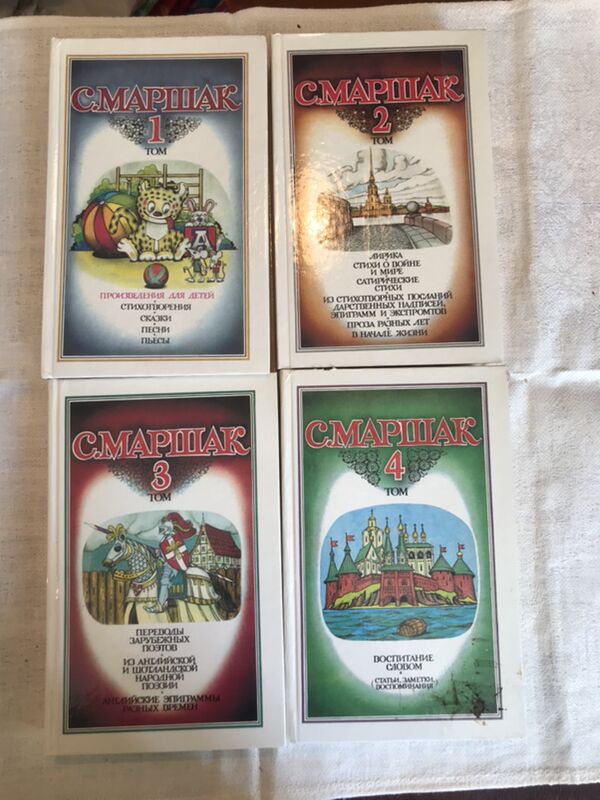 С.МАРШАК
1
ТОМ
А
ПРОИЗВЕДЕНИЯ ДЛЯ ДЕТЕЙ
СТИХОТВОРЕНИЯ
СКАЗКИ
ПЕСНИ
ПЬЕСЫ
С.МАРШАК
2
ТОМ
ЛИРИКА
СТИХИ О ВОЙНЕ
И МИРЕ
САТИРИЧЕСКИЕ
СТИХИ
ИЗ СТИХОТВОРНЫХ ПОСЛАНИЙ
ДАРСТВЕННЫХ НАДПИСЕЙ,
ЭПИГРАММ И ЭКСПРОМТОВ
ПРОЗА РАЗНЫХ ЛЕТ
В НАЧАЛЕ ЖИЗНИ
С.МАРШАК
3
ТОМ
ПЕРЕВОДЫ
ЗАРУБЕЖНЫХ
ПОЭТОВ
ИЗ АНГЛИЙСКОЙ
И ШОТЛАНДСКОЙ
НАРОДНОЙ
ПОЭЗИИ
АНГЛИЙСКИЕ ЭПИГРАММЫ
РАЗНЫХ ВРЕМЕН
С.МАРШАК
4
ТОМ
ВОСПИТАНИЕ
СЛОВОМ
(СТАТЬИ, ЗАМЕТКИ,
ВОСПОМИНАНИЯ)